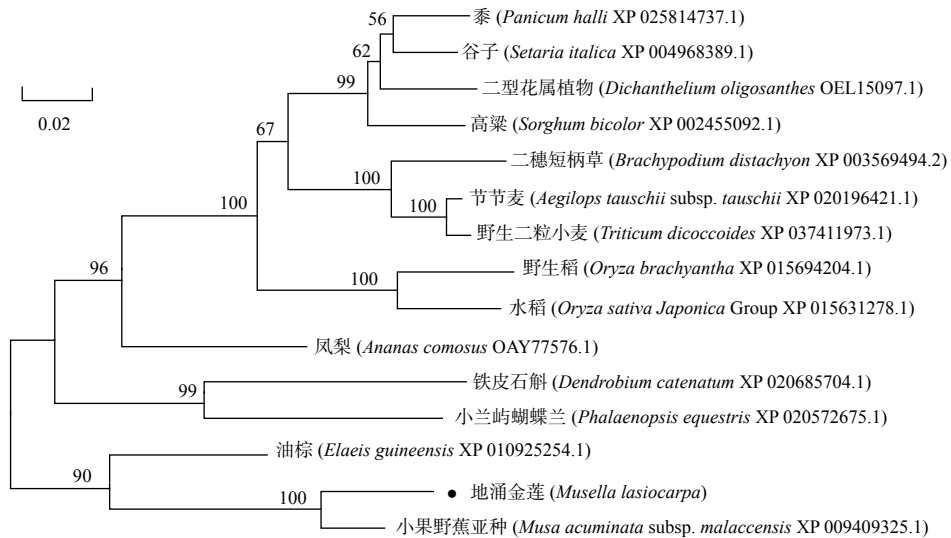 56
黍 (Panicum halli XP 025814737.1)
62
谷子 (Setaria italica XP 004968389.1)
99
二型花属植物 (Dichanthelium oligosanthes OEL15097.1)
0.02
67
高粱 (Sorghum bicolor XP 002455092.1)
二穗短柄草 (Brachypodium distachyon XP 003569494.2)
100
节节麦 (Aegilops tauschii subsp. tauschii XP 020196421.1)
100
100
野生二粒小麦 (Triticum dicoccoides XP 037411973.1)
96
野生稻 (Oryza brachyantha XP 015694204.1)
100
水稻 (Oryza sativa Japonica Group XP 015631278.1)
凤梨 (Ananas comosus OAY77576.1)
铁皮石斛 (Dendrobium catenatum XP 020685704.1)
99
小兰屿蝴蝶兰 (Phalaenopsis equestris XP 020572675.1)
油棕 (Elaeis guineensis XP 010925254.1)
90
100
地涌金莲 (Musella lasiocarpa)
小果野蕉亚种 (Musa acuminata subsp. malaccensis XP 009409325.1)